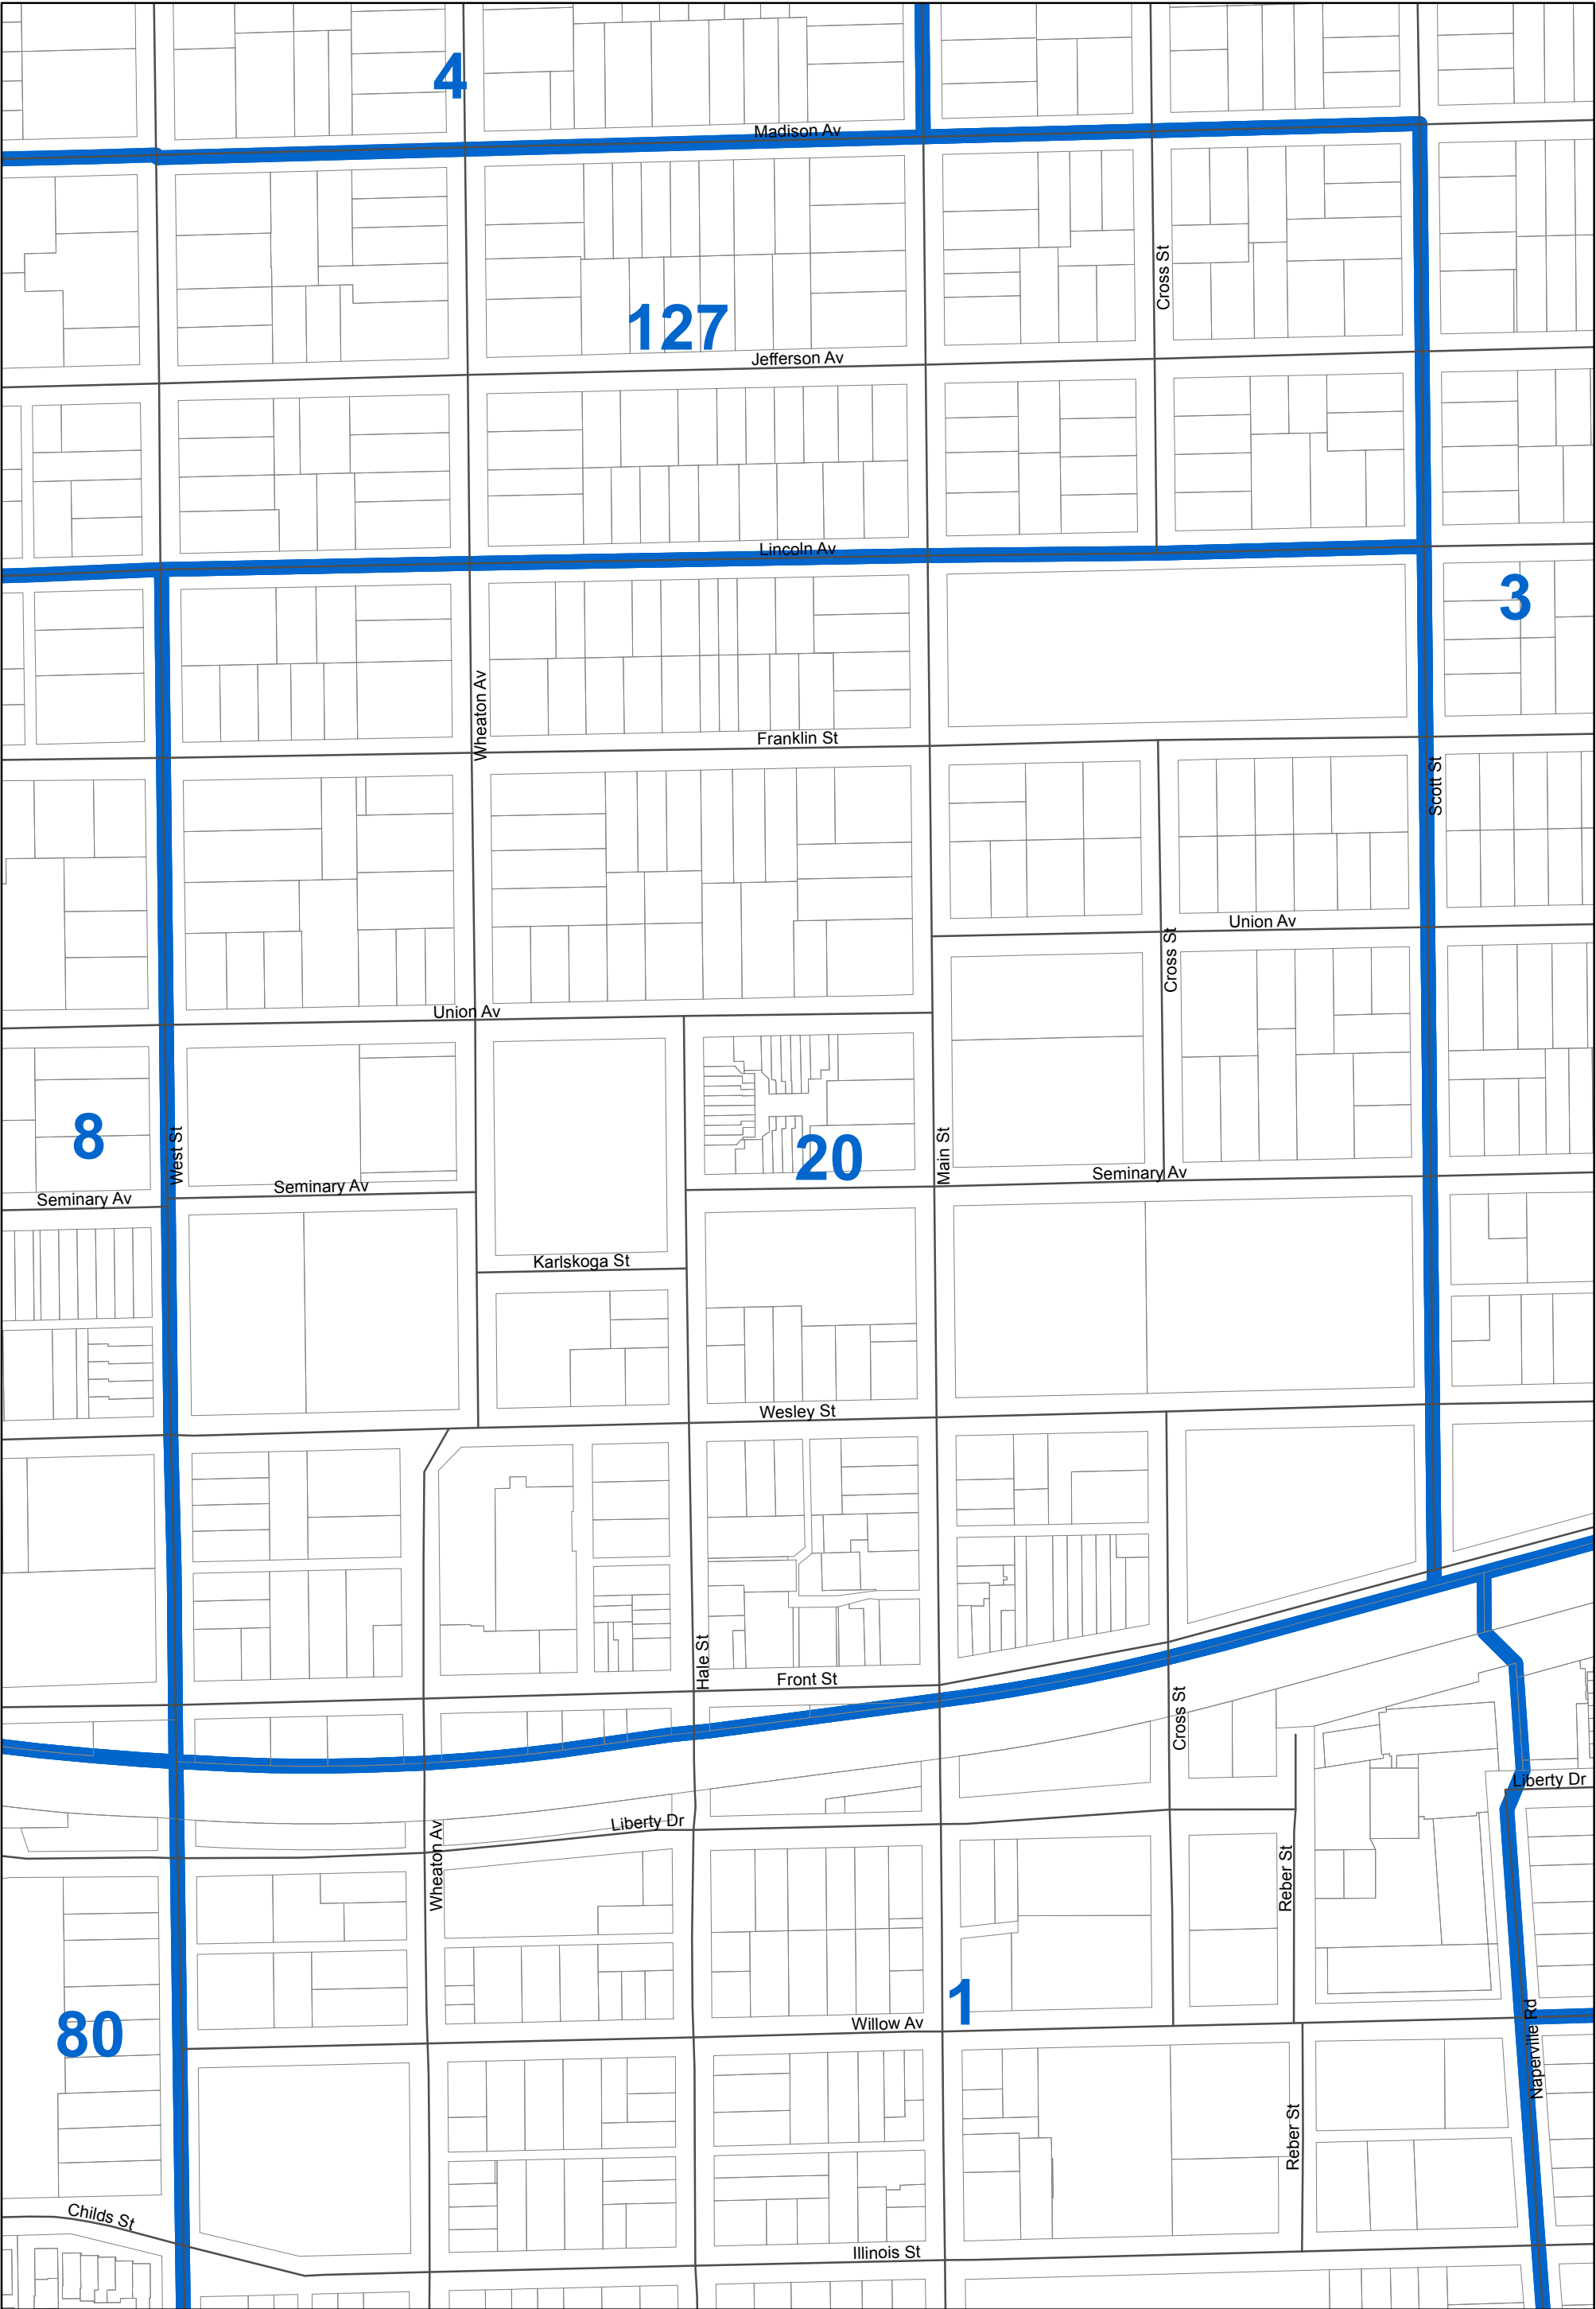 4
Madison Av
Cross St
127
Jefferson Av
Lincoln Av
3
Wheaton Av
Franklin St
Scott St
Union Av
Cross St
Union Av
8
West St
20
Main St
Seminary Av
Seminary Av
Seminary Av
Karlskoga St
Wesley St
Hale St
Front St
Cross St
Liberty Dr
Liberty Dr
Wheaton Av
Reber St
1
80
Willow Av
Naperville Rd
Reber St
Childs St
Illinois St